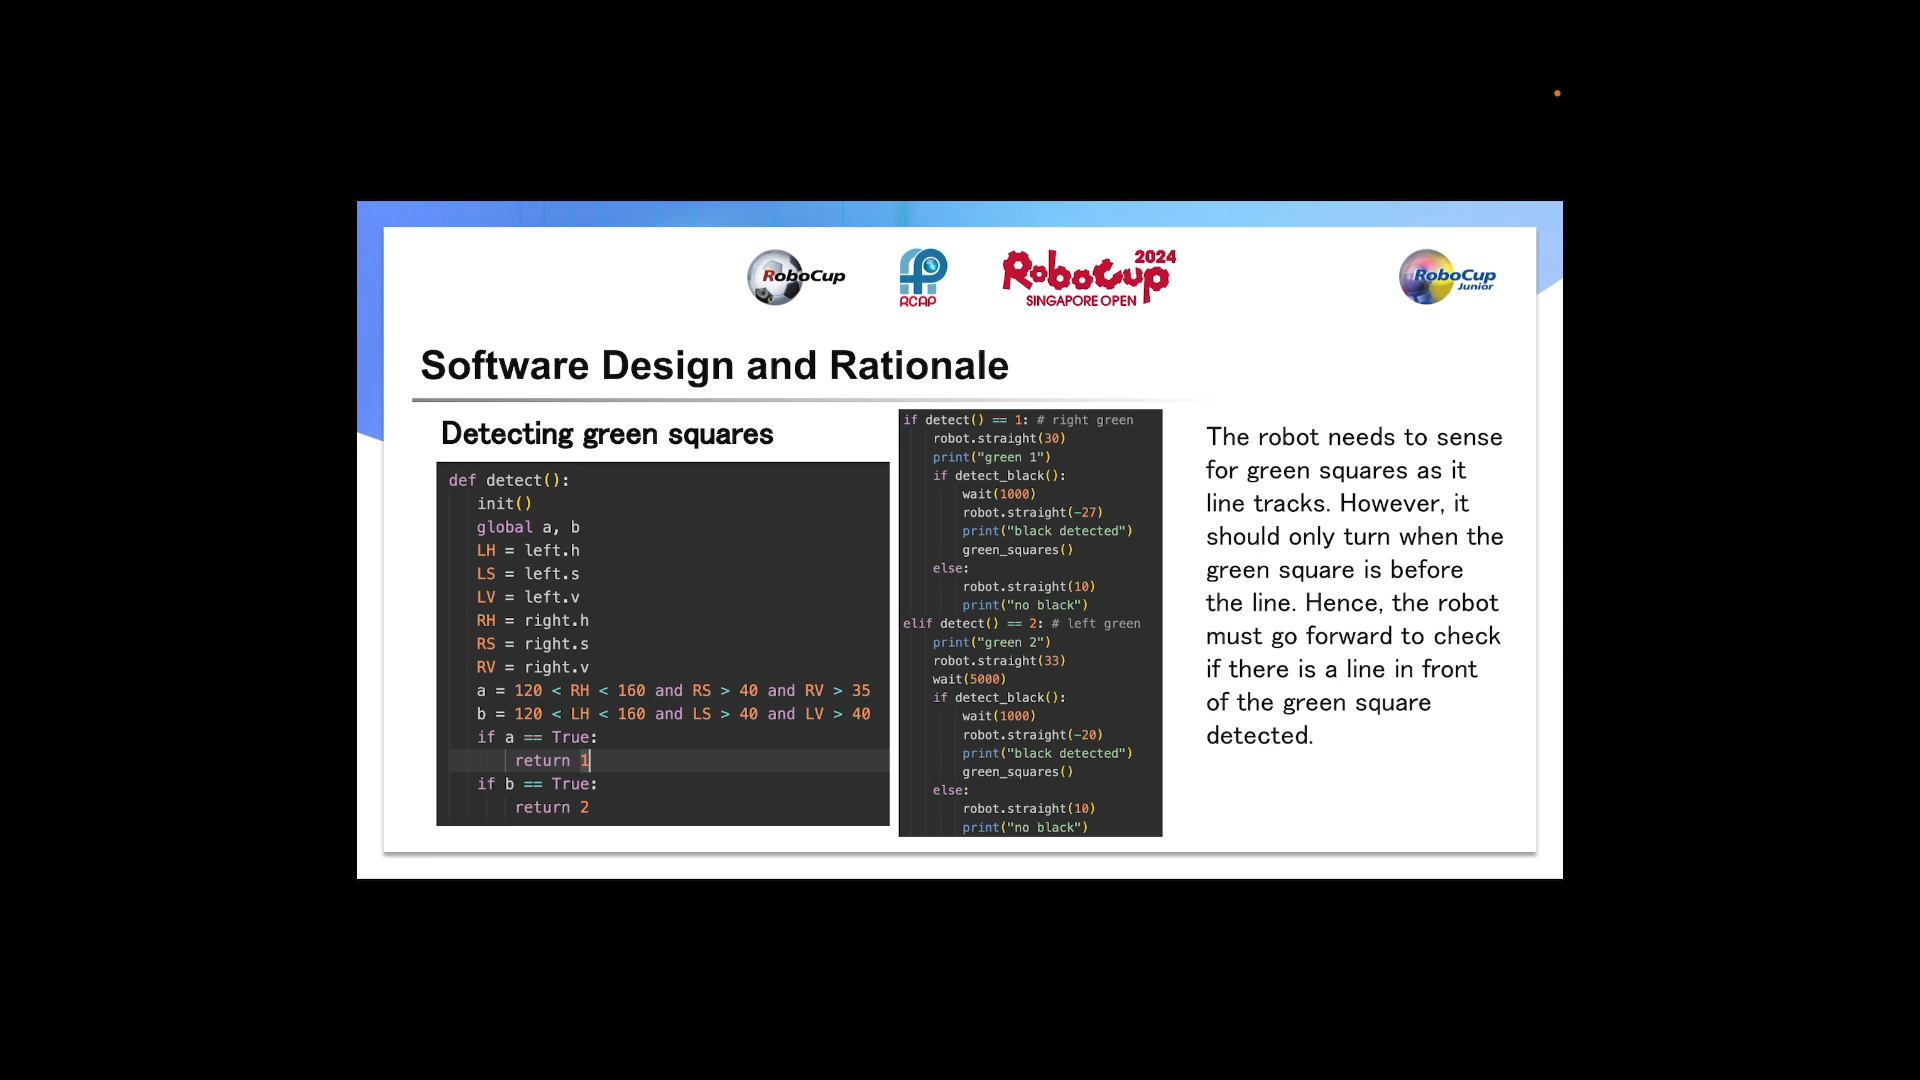 RoboCup
RCAP
RoboCup 2024
SINGAPORE OPEN
RoboCup
Junior
Software Design and Rationale
Detecting green squares
def detect():
init()
global a, b
LH = left.h
LS = left.s
LV = left.v
RH = right.h
RS = right.s
RV = right.v
a = 120 < RH < 160 and RS > 40 and RV > 35
b = 120 < LH < 160 and LS > 40 and LV > 40
if a == True:
return 1
if b == True:
return 2
if detect() == 1: # right green
robot.straight(30)
print("green 1")
if detect_black():
wait(1000)
robot.straight(-27)
print("black detected")
green_squares()
else:
robot.straight(10)
print("no black")
elif detect() == 2: # left green
print("green 2")
robot.straight(33)
wait(5000)
if detect_black():
wait(1000)
robot.straight(-20)
print("black detected")
green_squares()
else:
robot.straight(10)
print("no black")
The robot needs to sense
for green squares as it
line tracks. However, it
should only turn when the
green square is before
the line. Hence, the robot
must go forward to check
if there is a line in front
of the green square
detected.